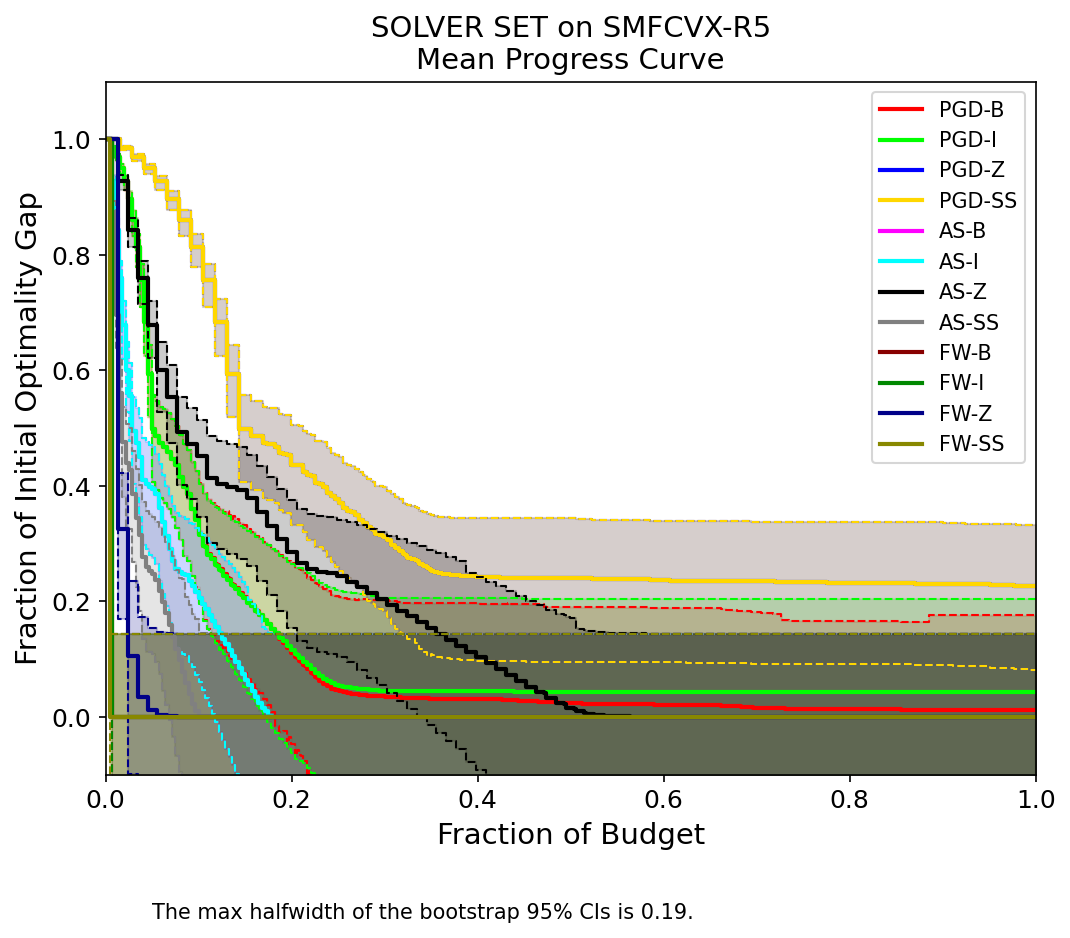 SOLVER SET on SMFCVX-R5
Mean Progress Curve
Fraction of Initial Optimality Gap
1.0
0.8
0.6
0.4
0.2
0.0
PGD-B
PGD-I
PGD-Z
PGD-SS
AS-B
AS-I
AS-Z
AS-SS
FW-B
FW-I
FW-Z
FW-SS
0.0 0.2 0.4 0.6 0.8 1.0
Fraction of Budget
The max halfwidth of the bootstrap 95% CIs is 0.19.